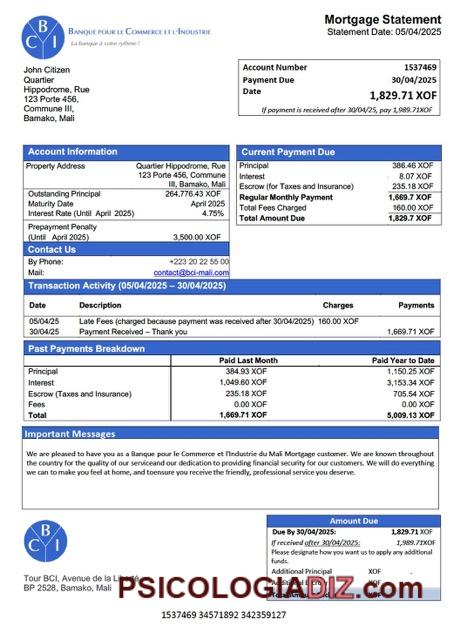 BCI
BANQUE POUR LE COMMERCE ET L'INDUSTRIE
La banque à votre rythme !
Mortgage Statement
Statement Date: 05/04/2025
John Citizen
Quartier
Hippodrome, Rue
123 Porte 456,
Commune III,
Bamako, Mali
Account Number 1537469
Payment Due 30/04/2025
Date 1,829.71 XOF
If payment is received after 30/04/25, pay 1,989.71XOF
Account Information
Property Address Quartier Hippodrome, Rue
123 Porte 456, Commune
III, Bamako, Mali
Outstanding Principal 264,776.43 XOF
Maturity Date April 2025
Interest Rate (Until April 2025) 4.75%
Prepayment Penalty
(Until April 2025) 3,500.00 XOF
Contact Us
By Phone: +223 20 22 55 00
Mail: contact@bci-mali.com
Current Payment Due
Principal 386.46 XOF
Interest 8.07 XOF
Escrow (for Taxes and Insurance) 235.18 XOF
Regular Monthly Payment 1,669.7 XOF
Total Fees Charged 160.00 XOF
Total Amount Due 1,829.7 XOF
Transaction Activity (05/04/2025 – 30/04/2025)
Date Description Charges Payments
05/04/25 Late Fees (charged because payment was received after 30/04/2025) 160.00 XOF
30/04/25 Payment Received – Thank you 1,669.71 XOF
Past Payments Breakdown
Paid Last Month Paid Year to Date
Principal 384.93 XOF 1,150.25 XOF
Interest 1,049.60 XOF 3,153.34 XOF
Escrow (Taxes and Insurance) 235.18 XOF 705.54 XOF
Fees 0.00 XOF 0.00 XOF
Total 1,669.71 XOF 5,009.13 XOF
Important Messages
We are pleased to have you as a Banque pour le Commerce et l'Industrie du Mali Mortgage customer. We are known throughout
the country for the quality of our serviceand our dedication to providing financial security for our customers. We will do everything
we can to make you feel at home, and toensure you receive the friendly, professional service you deserve.
BCI
Tour BCI, Avenue de la Liberté,
BP 2528, Bamako, Mali
Amount Due
Due By 30/04/2025: 1,829.71 XOF
If received after 30/04/2025: 1,989.71XOF
Please designate how you want us to apply any additional
funds.
Additional Principal XOF
Additional Escrow
PSICOLOGIADIZ.COM
1537469 34571892 342359127